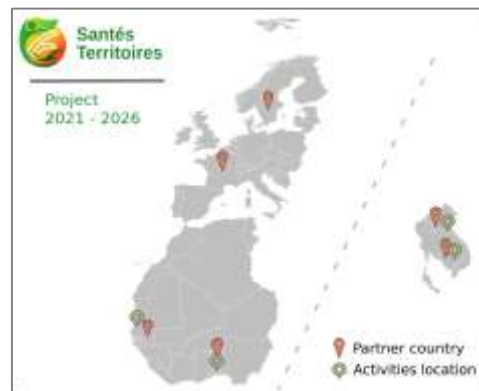 Santés
Territoires
Project
2021 - 2026
Partner country
Activities location